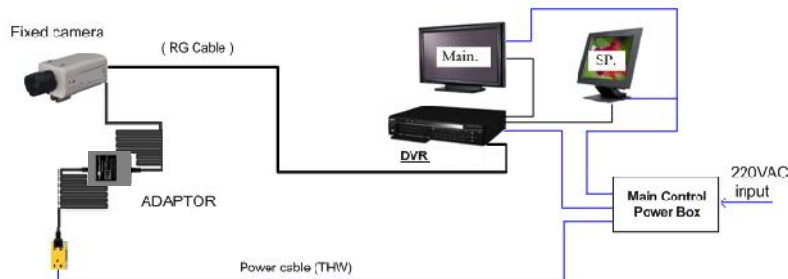 Fixed camera
( RG Cable )
Main.
SP.
DVR
ADAPTOR
220VAC
input
Main Control
Power Box
Power cable (THW)